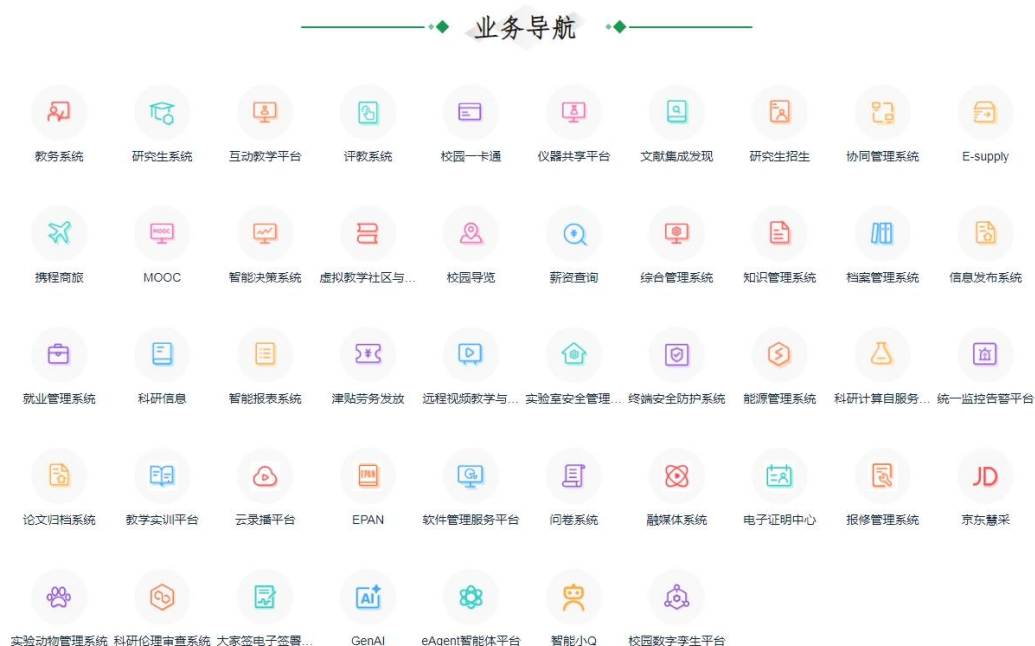 业务导航
教务系统 研究生系统 互动教学平台 评教系统 校园一卡通 仪器共享平台 文献集成发现 研究生招生 协同管理系统 E-supply
MOOC
携程商旅 MOOC 智能决策系统 虚拟教学社区与... 校园导览 薪资查询 综合管理系统 知识管理系统 档案管理系统 信息发布系统
就业管理系统 科研信息 智能报表系统 津贴劳务发放 远程视频教学与... 实验室安全管理... 终端安全防护系统 能源管理系统 科研计算自服务... 统一监控告警平台
EPAN JD
论文归档系统 教学实训平台 云录播平台 EPAN 软件管理服务平台 问卷系统 融媒体系统 电子证明中心 报修管理系统 京东慧采
AI
实验动物管理系统 科研伦理审查系统 大家签电子签署... GenAI eAgent智能体平台 智能小Q 校园数字孪生平台